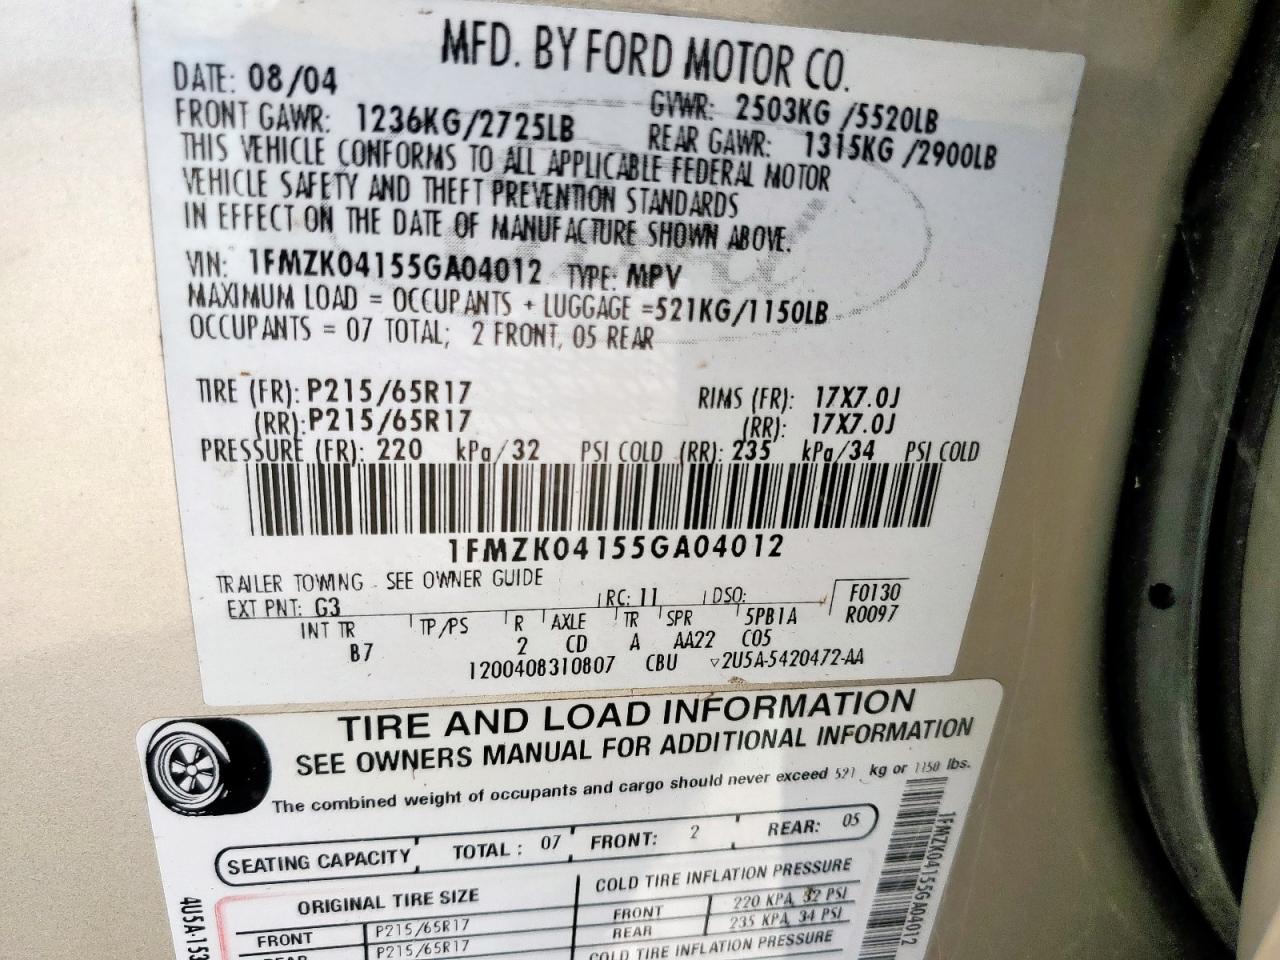 MFD. BY FORD MOTOR CO.
DATE: 08/04 GVWR: 2503KG /5520LB
FRONT GAWR: 1236KG/2725LB REAR GAWR: 1315KG /2900LB
THIS VEHICLE CONFORMS TO ALL APPLICABLE FEDERAL MOTOR
VEHICLE SAFETY AND THEFT PREVENTION STANDARDS
IN EFFECT ON THE DATE OF MANUFACTURE SHOWN ABOVE.
VIN: 1FMZK04155GA04012 TYPE: MPV
MAXIMUM LOAD = OCCUPANTS + LUGGAGE =521KG/1150LB
OCCUPANTS = 07 TOTAL; 2 FRONT, 05 REAR
TIRE (FR): P215/65R17 RIMS (FR): 17X7.0J
(RR): P215/65R17 (RR): 17X7.0J
PRESSURE (FR): 220 kPa/32 PSI COLD (RR): 235 kPa/34 PSI COLD
1FMZK04155GA04012
TRAILER TOWING - SEE OWNER GUIDE
EXT PNT: G3 RC: 11 DSO: F0130
INT TR TP/PS R AXLE TR SPR 5PB1A R0097
B7 2 CD A AA22 C05
1200408310807 CBU ▽2U5A-5420472-AA
TIRE AND LOAD INFORMATION
SEE OWNERS MANUAL FOR ADDITIONAL INFORMATION
The combined weight of occupants and cargo should never exceed 521 kg or 1150 lbs.
SEATING CAPACITY TOTAL : 07 FRONT: 2 REAR: 05
ORIGINAL TIRE SIZE COLD TIRE INFLATION PRESSURE
FRONT P215/65R17 FRONT 220 KPA, 32 PSI
REAR P215/65R17 REAR 235 KPA, 34 PSI
COLD TIRE INFLATION PRESSURE
1FMZK04155GA04012